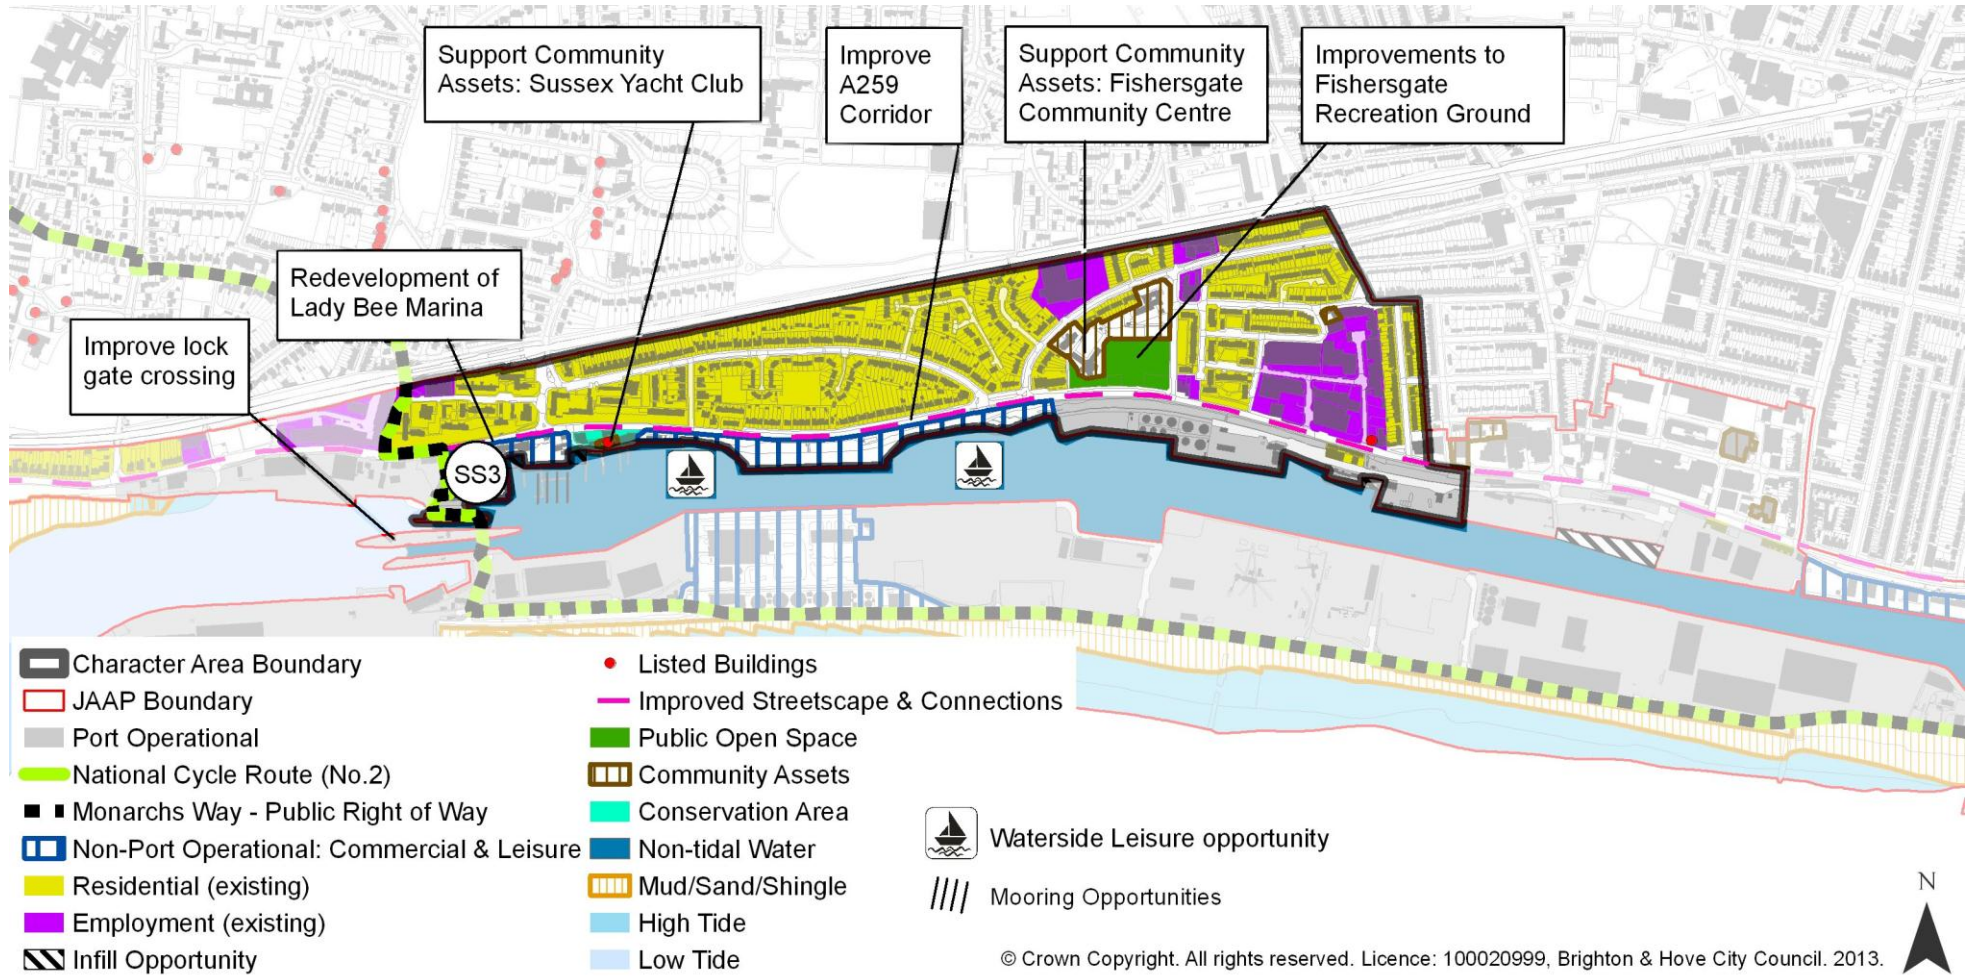 Support Community
Assets: Sussex Yacht Club
Improve
A259
Corridor
Support Community
Assets: Fishersgate
Community Centre
Improvements to
Fishersgate
Recreation Ground
Redevelopment of
Lady Bee Marina
Improve lock
gate crossing
SS3
Character Area Boundary
JAAP Boundary
Port Operational
National Cycle Route (No.2)
Monarchs Way - Public Right of Way
Non-Port Operational: Commercial & Leisure
Residential (existing)
Employment (existing)
Infill Opportunity
Listed Buildings
Improved Streetscape & Connections
Public Open Space
Community Assets
Conservation Area
Non-tidal Water
Mud/Sand/Shingle
High Tide
Low Tide
Waterside Leisure opportunity
Mooring Opportunities
N
© Crown Copyright. All rights reserved. Licence: 100020999, Brighton & Hove City Council. 2013.